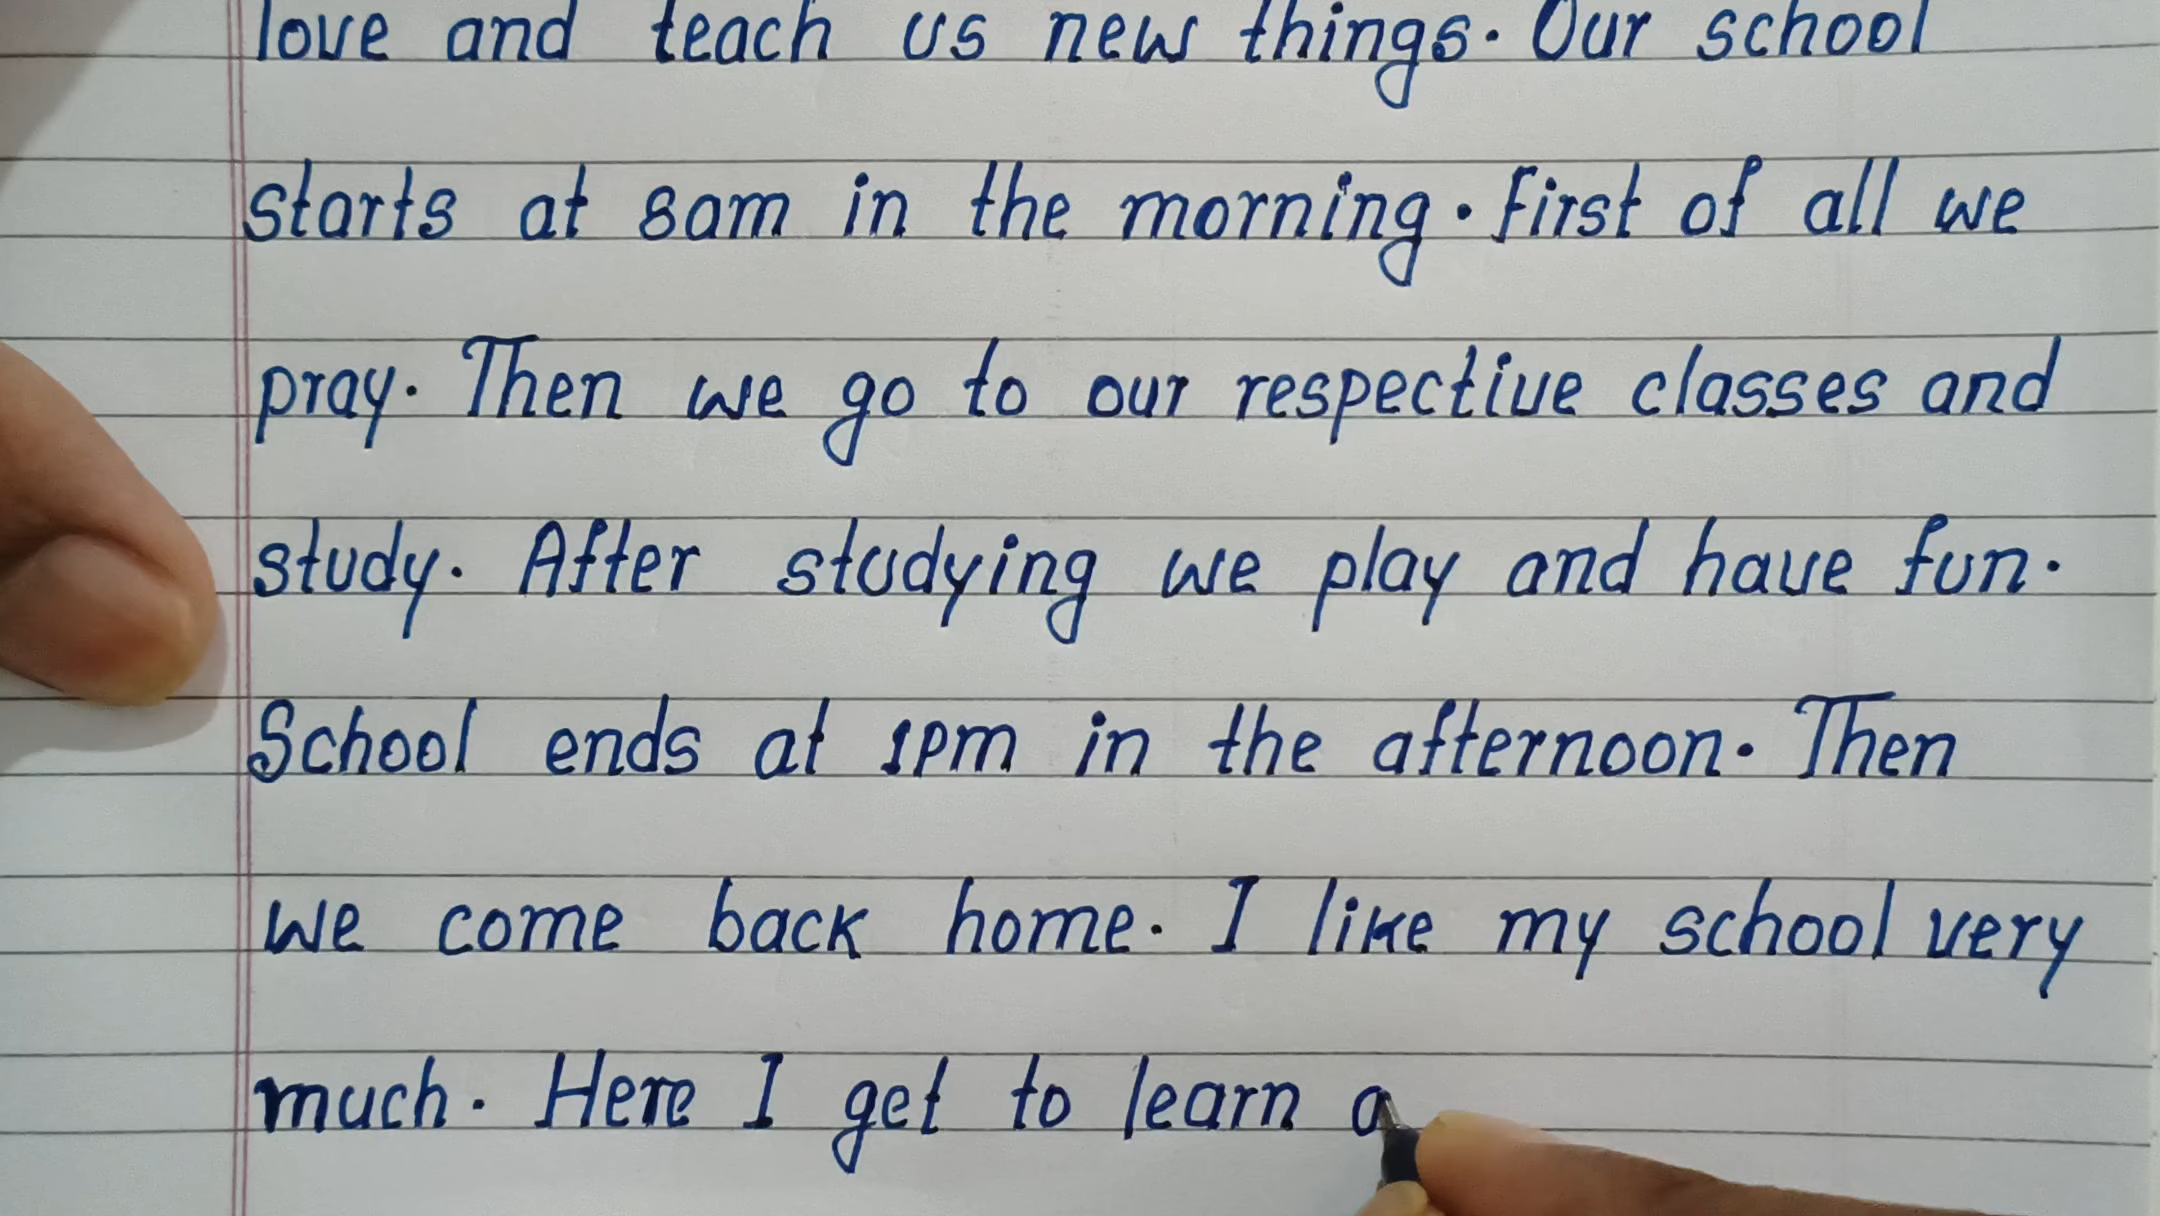 love and teach us new things. Our school
starts at 8am in the morning. First of all we
pray. Then we go to our respective classes and
study. After studying we play and have fun.
School ends at 1pm in the afternoon. Then
we come back home. I like my school very
much. Here I get to learn a